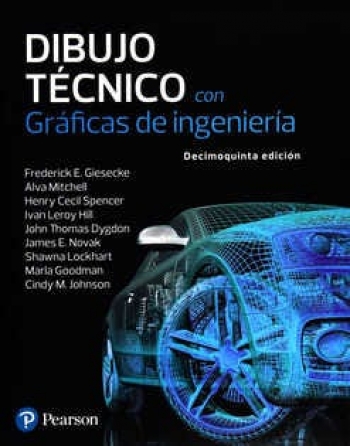 DIBUJO
TÉCNICO con
Gráficas de ingeniería
Decimoquinta edición
Frederick E. Giesecke
Alva Mitchell
Henry Cecil Spencer
Ivan Leroy Hill
John Thomas Dygdon
James E. Novak
Shawna Lockhart
Marla Goodman
Cindy M. Johnson
Pearson